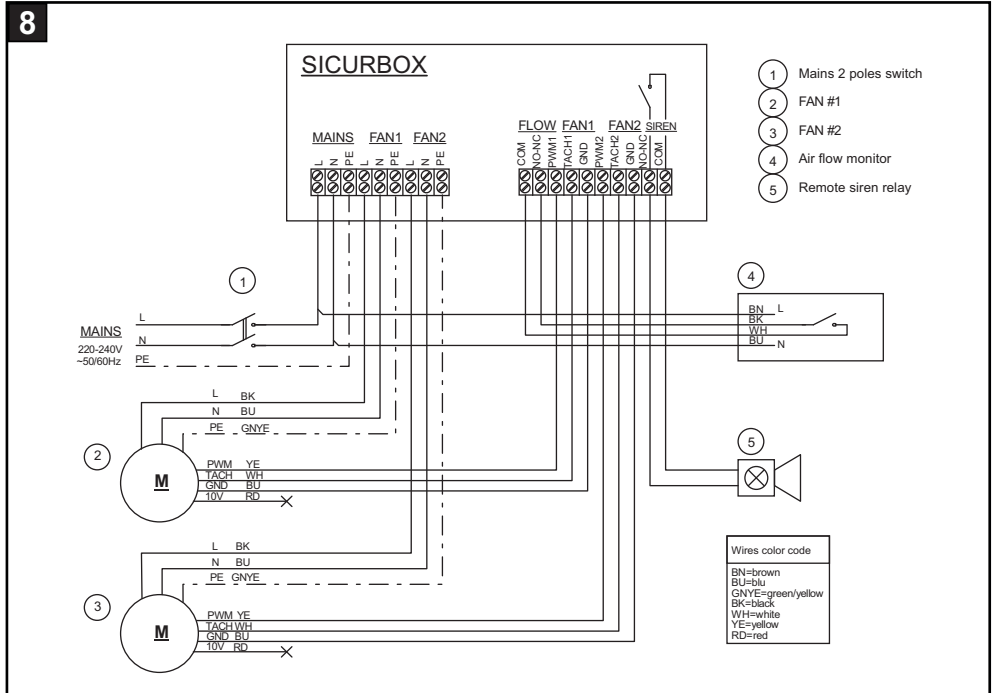 8
SICURBOX
MAINS FAN1 FAN2
L N PE L N PE L N PE
FLOW FAN1 FAN2 SIREN
COM NO-NC PWM1 TACH1 GND PWM2 TACH2 GND NO-NC COM
1 Mains 2 poles switch
2 FAN #1
3 FAN #2
4 Air flow monitor
5 Remote siren relay
1
MAINS
220-240V
~50/60Hz
L
N
PE
4
BN L
BK
WH
BU N
2
M
L BK
N BU
PE GNYE
PWM YE
TACH WH
GND BU
10V RD
5
3
M
L BK
N BU
PE GNYE
PWM YE
TACH WH
GND BU
10V RD
Wires color code
BN=brown
BU=blu
GNYE=green/yellow
BK=black
WH=white
YE=yellow
RD=red